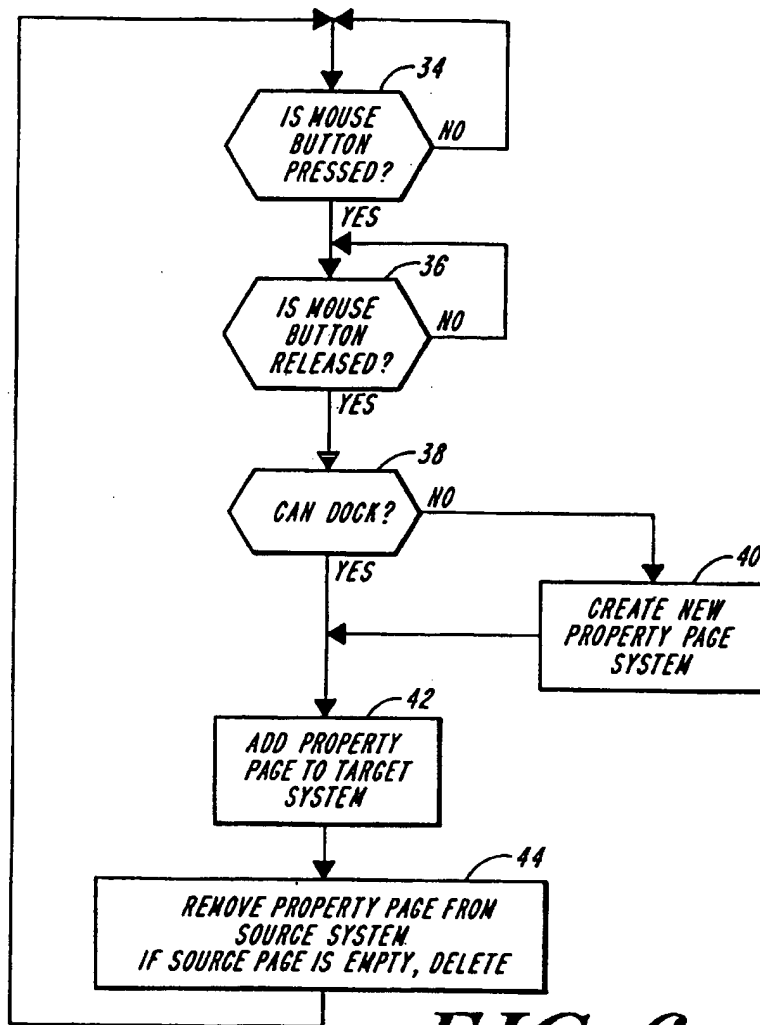 34
IS MOUSE
BUTTON
PRESSED?
NO
YES
36
IS MOUSE
BUTTON
RELEASED?
NO
YES
38
CAN DOCK?
NO
YES
40
CREATE NEW
PROPERTY PAGE
SYSTEM
42
ADD PROPERTY
PAGE TO TARGET
SYSTEM
44
REMOVE PROPERTY PAGE FROM
SOURCE SYSTEM.
IF SOURCE PAGE IS EMPTY, DELETE